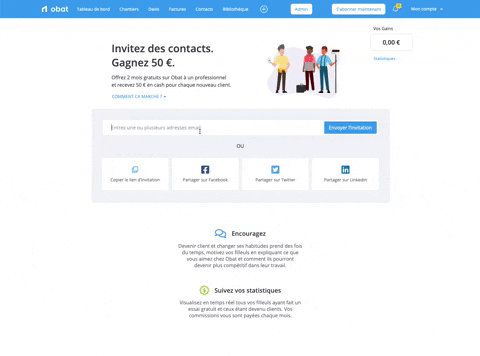 obat
Tableau de bord
Chantiers
Devis
Factures
Contacts
Bibliothèque
Admin
S'abonner maintenant
Mon compte
Vos Gains
0,00 €
Statistiques
Invitez des contacts.
Gagnez 50 €.
Offrez 2 mois gratuits sur Obat à un professionnel
et recevez 50 € en cash pour chaque nouveau client.
COMMENT CA MARCHE ?
Entrez une ou plusieurs adresses email
Envoyer l'invitation
OU
Copier le lien d'invitation
Partager sur Facebook
Partager sur Twitter
Partager sur Linkedin
Encouragez
Devenir client et changer ses habitudes prend des fois
du temps, motivez vos filleuls en expliquant ce que
vous aimez chez Obat et comment ils pourront
devenir plus compétitif dans leur travail.
Suivez vos statistiques
Visualisez en temps réel tous vos filleuls ayant fait un
essai gratuit et ceux étant devenu clients. Vos
commissions vous sont payées chaque mois.